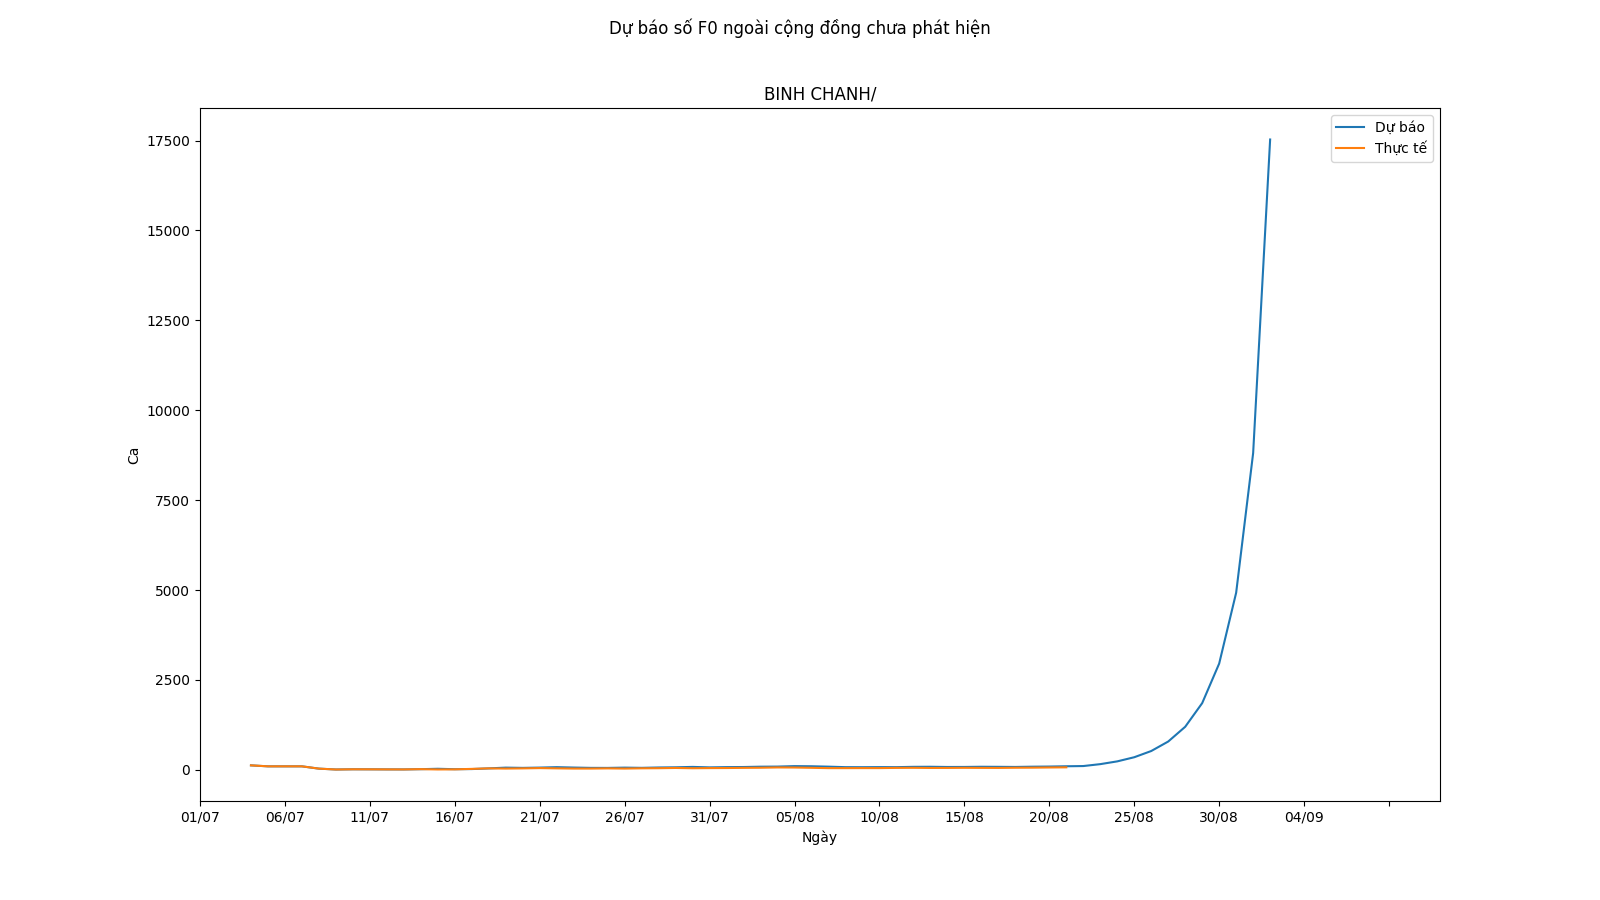 Dự báo số F0 ngoài cộng đồng chưa phát hiện
BINH CHANH/
Dự báo
Thực tế
17500
15000
12500
10000
7500
5000
2500
0
Ca
01/07 06/07 11/07 16/07 21/07 26/07 31/07 05/08 10/08 15/08 20/08 25/08 30/08 04/09
Ngày